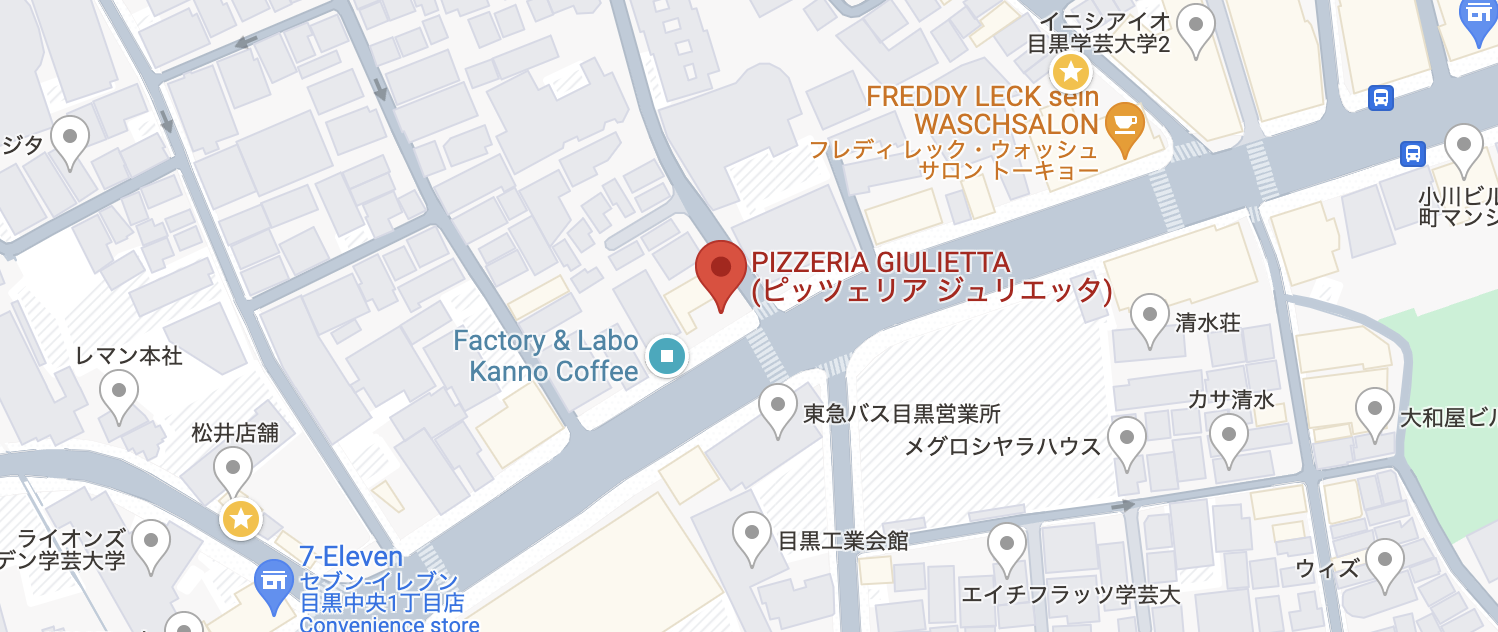 イニシアイオ
目黒学芸大学2
FREDDY LECK sein
WASCHSALON
フレディ レック・ウォッシュ
サロン トーキョー
ジタ
小川ビル
町マンシ
PIZZERIA GIULIETTA
(ピッツェリア ジュリエッタ)
清水荘
Factory & Labo
Kanno Coffee
レマン本社
カサ清水
東急バス目黒営業所
大和屋ビル
松井店舗
メグロシヤラハウス
ライオンズ
デン学芸大学
目黒工業会館
7-Eleven
セブン-イレブン
目黒中央1丁目店
Convenience store
ウィズ
エイチフラッツ学芸大